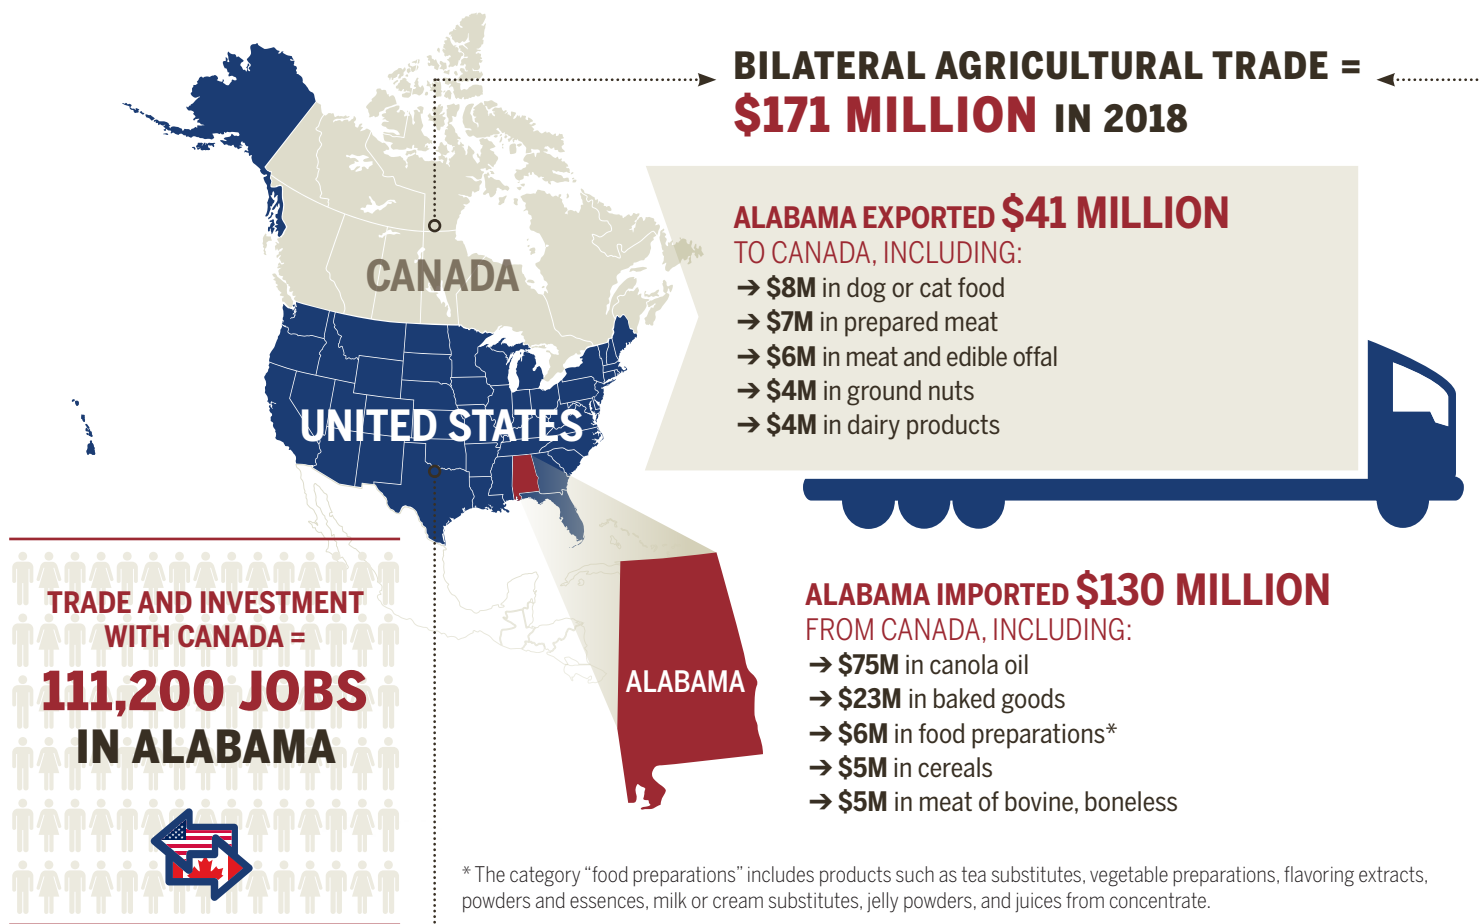 BILATERAL AGRICULTURAL TRADE =
$171 MILLION IN 2018
ALABAMA EXPORTED $41 MILLION
TO CANADA, INCLUDING:
➔ $8M in dog or cat food
➔ $7M in prepared meat
➔ $6M in meat and edible offal
➔ $4M in ground nuts
➔ $4M in dairy products
CANADA
UNITED STATES
TRADE AND INVESTMENT
WITH CANADA =
111,200 JOBS
IN ALABAMA
ALABAMA
ALABAMA IMPORTED $130 MILLION
FROM CANADA, INCLUDING:
➔ $75M in canola oil
➔ $23M in baked goods
➔ $6M in food preparations*
➔ $5M in cereals
➔ $5M in meat of bovine, boneless
* The category “food preparations” includes products such as tea substitutes, vegetable preparations, flavoring extracts,
powders and essences, milk or cream substitutes, jelly powders, and juices from concentrate.